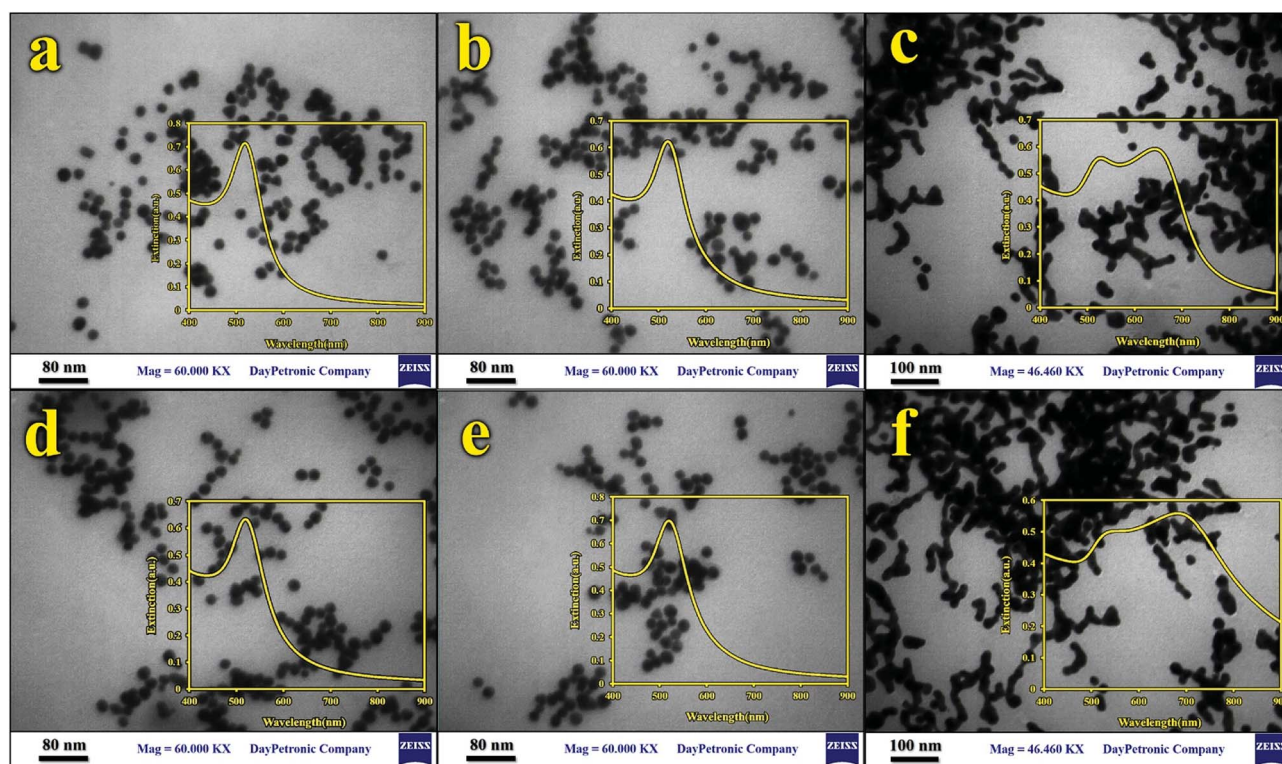 a
0.8
0.7
0.6
0.5
0.4
0.3
0.2
0.1
0
Extinction(a.u.)
400 500 600 700 800 900
Wavelength(nm)
80 nm Mag = 60.000 KX DayPetronic Company ZEISS
b
0.7
0.6
0.5
0.4
0.3
0.2
0.1
0
Extinction(a.u.)
400 500 600 700 800 900
Wavelength(nm)
80 nm Mag = 60.000 KX DayPetronic Company ZEISS
c
0.7
0.6
0.5
0.4
0.3
0.2
0.1
0
Extinction(a.u.)
400 500 600 700 800 900
Wavelength(nm)
100 nm Mag = 46.460 KX DayPetronic Company ZEISS
d
0.7
0.6
0.5
0.4
0.3
0.2
0.1
0
Extinction(a.u.)
400 500 600 700 800 900
Wavelength(nm)
80 nm Mag = 60.000 KX DayPetronic Company ZEISS
e
0.8
0.7
0.6
0.5
0.4
0.3
0.2
0.1
0
Extinction(a.u.)
400 500 600 700 800 900
Wavelength(nm)
80 nm Mag = 60.000 KX DayPetronic Company ZEISS
f
0.6
0.5
0.4
0.3
0.2
0.1
0
Extinction(a.u.)
400 500 600 700 800 900
Wavelength(nm)
100 nm Mag = 46.460 KX DayPetronic Company ZEISS